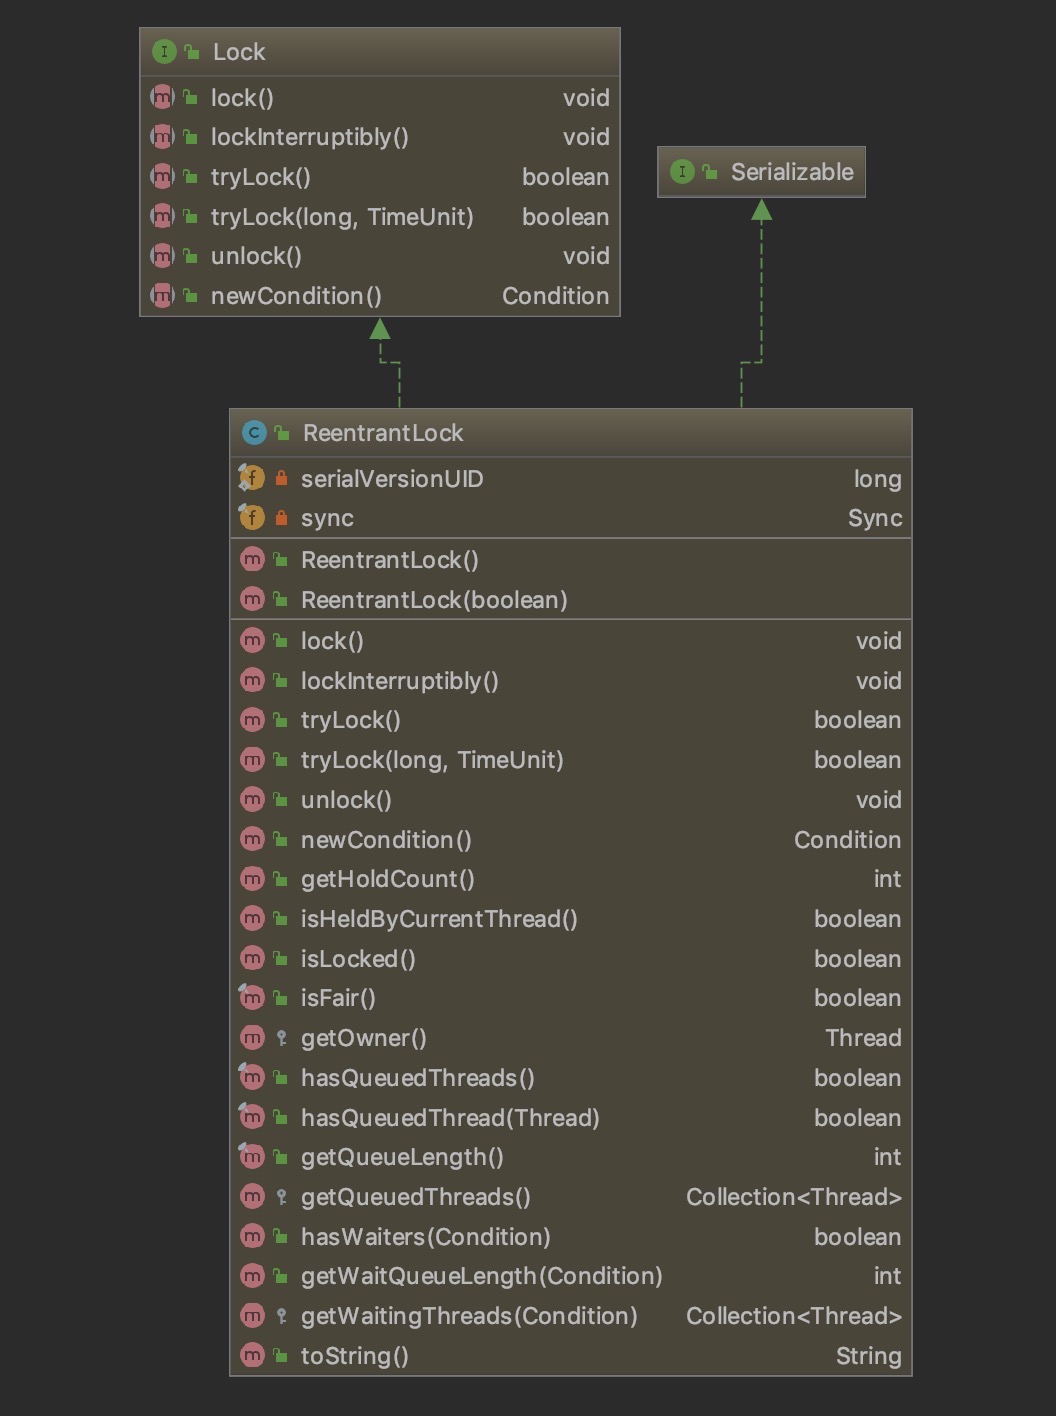 Lock
lock() void
lockInterruptibly() void
tryLock() boolean
tryLock(long, TimeUnit) boolean
unlock() void
newCondition() Condition
Serializable
ReentrantLock
serialVersionUID long
sync Sync
ReentrantLock()
ReentrantLock(boolean)
lock() void
lockInterruptibly() void
tryLock() boolean
tryLock(long, TimeUnit) boolean
unlock() void
newCondition() Condition
getHoldCount() int
isHeldByCurrentThread() boolean
isLocked() boolean
isFair() boolean
getOwner() Thread
hasQueuedThreads() boolean
hasQueuedThread(Thread) boolean
getQueueLength() int
getQueuedThreads() Collection<Thread>
hasWaiters(Condition) boolean
getWaitQueueLength(Condition) int
getWaitingThreads(Condition) Collection<Thread>
toString() String